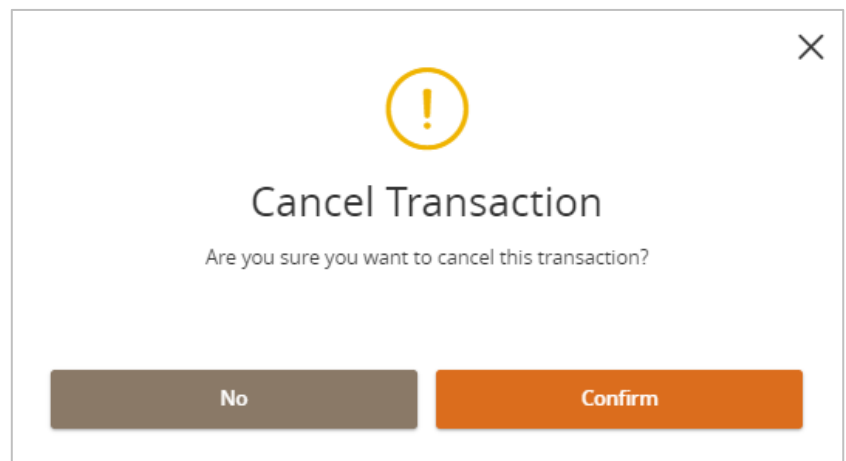 Cancel Transaction
Are you sure you want to cancel this transaction?
No
Confirm